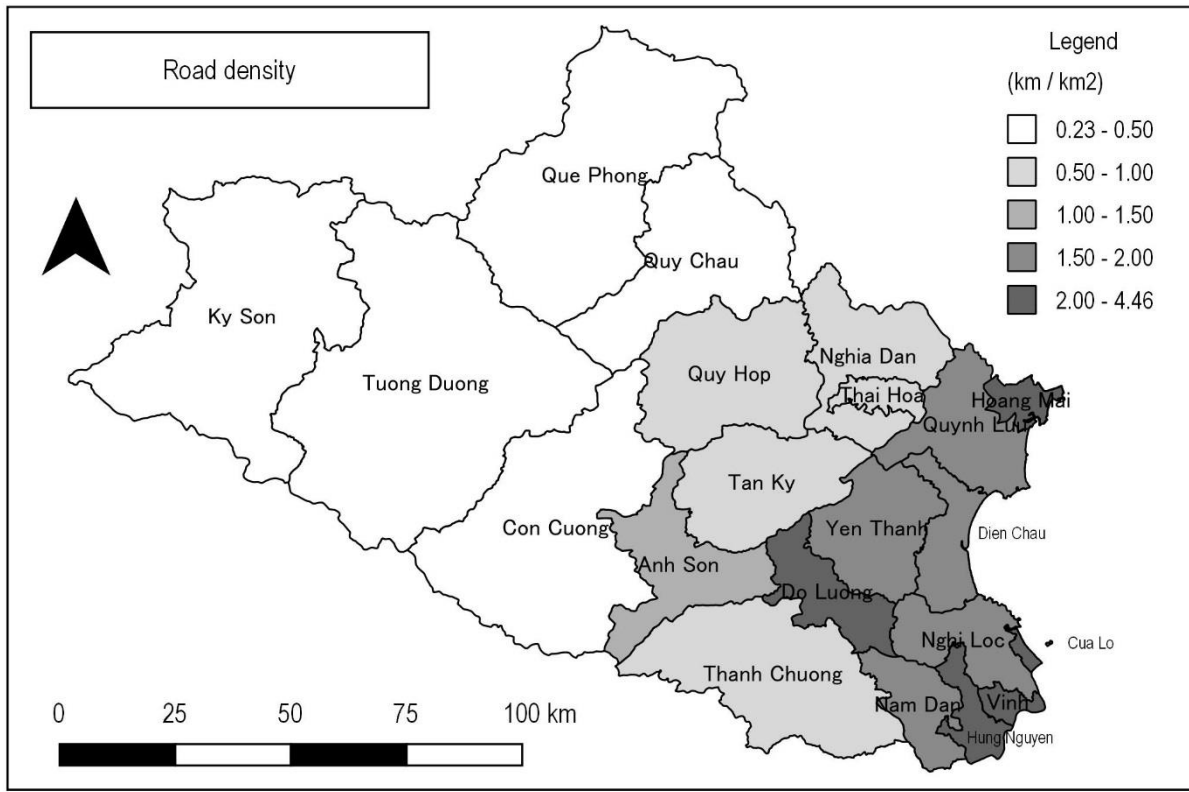 Road density
Legend
(km / km2)
0.23 - 0.50
0.50 - 1.00
1.00 - 1.50
1.50 - 2.00
2.00 - 4.46
Que Phong
Quy Chau
Ky Son
Tuong Duong
Quy Hop
Nghia Dan
Thai Hoa
Hoang Mai
Quynh Luu
Tan Ky
Con Cuong
Yen Thanh
Dien Chau
Anh Son
Do Luong
Nghi Loc
Cua Lo
Thanh Chuong
Nam Dan
Vinh
Hung Nguyen
0 25 50 75 100 km